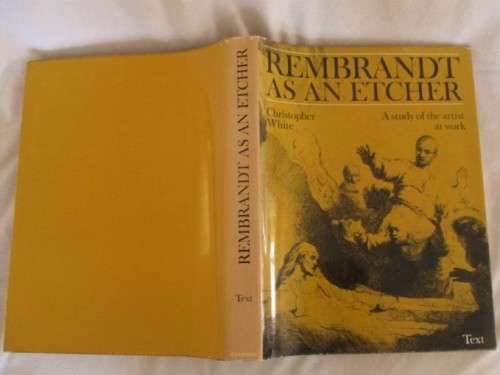 REMBRANDT
AS AN ETCHER
Christopher
White
A study of the artist
at work
Text
REMBRANDT AS AN ETCHER
Text